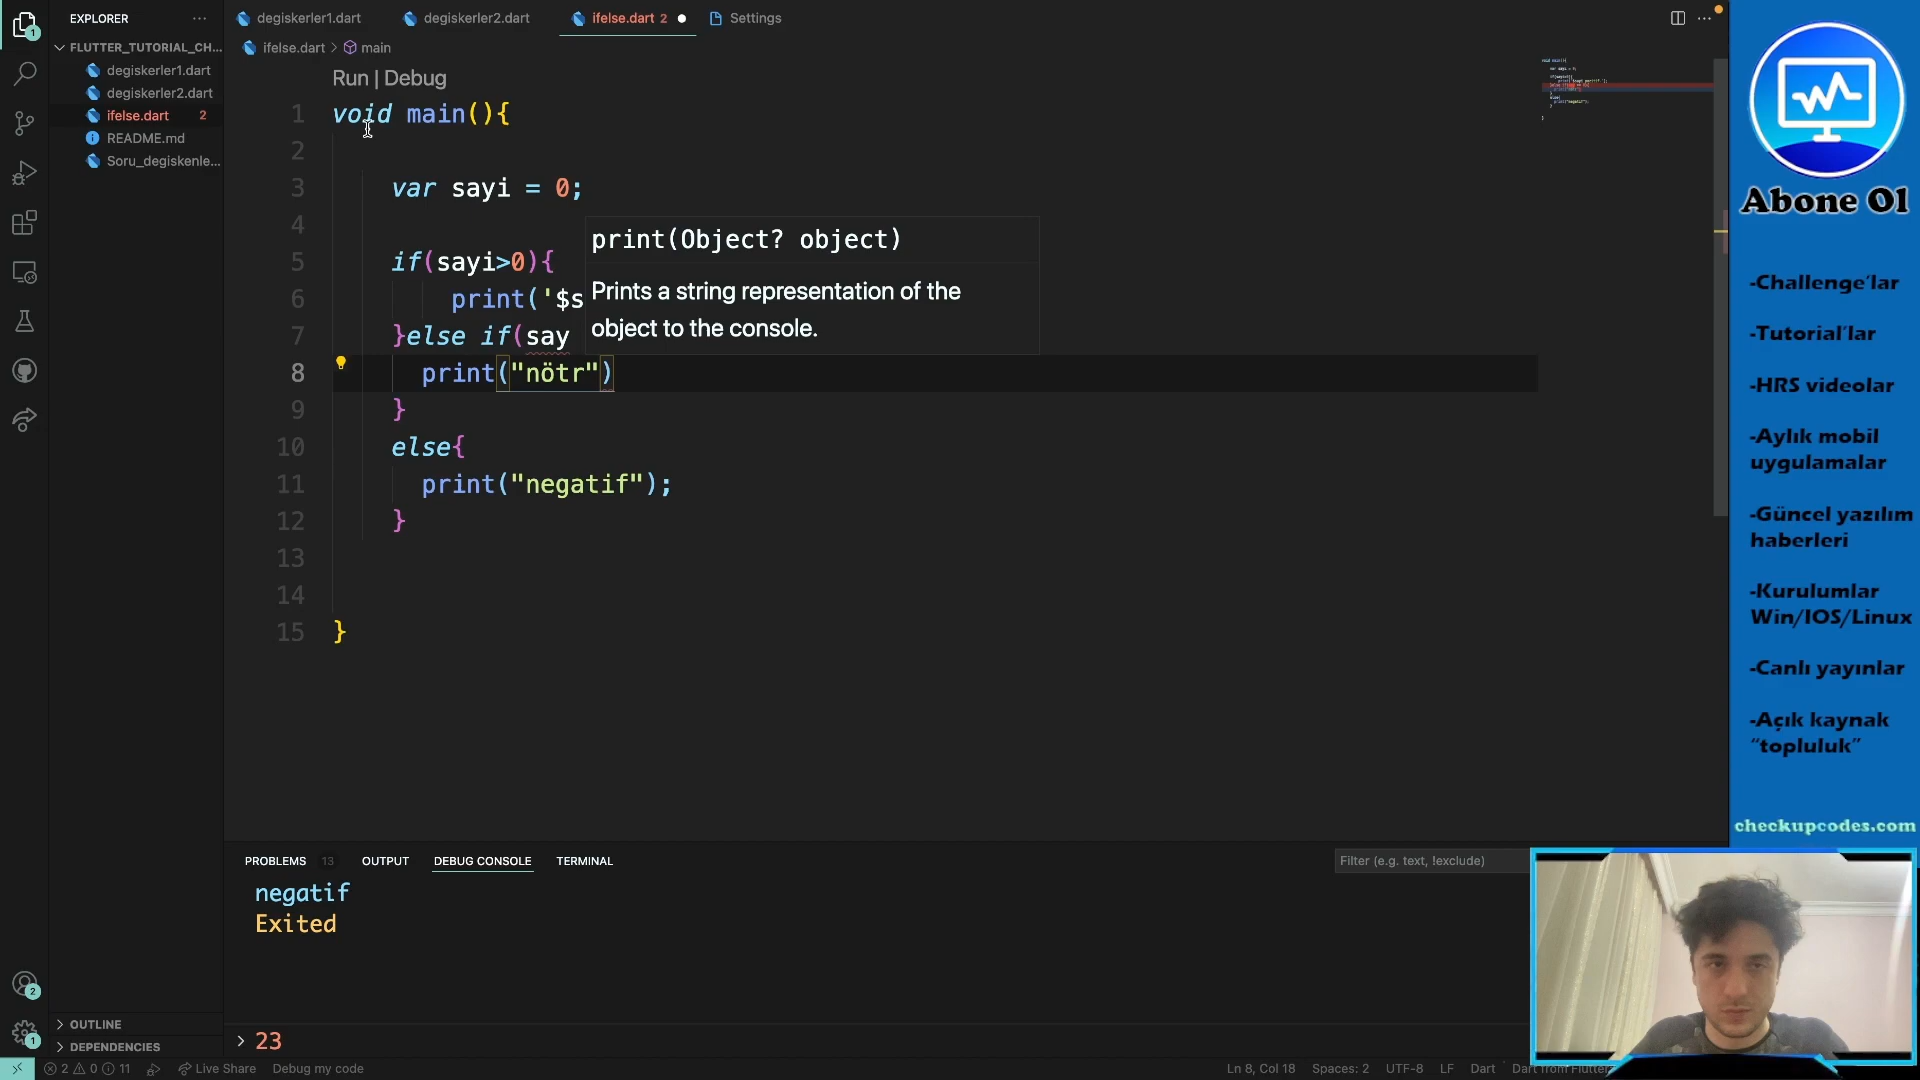 EXPLORER
FLUTTER_TUTORIAL_CH...
degiskerler1.dart
degiskerler2.dart
ifelse.dart 2
README.md
Soru_degiskenle...
OUTLINE
DEPENDENCIES
degiskerler1.dart
degiskerler2.dart
ifelse.dart 2
Settings
ifelse.dart > main
Run | Debug
1 void main(){
2
3 var sayi = 0;
4
5 if(sayi>0){
6 print('$s
7 }else if(say
8 print("nötr")
9 }
10 else{
11 print("negatif");
12 }
13
14
15 }
print(Object? object)
Prints a string representation of the
object to the console.
PROBLEMS 13 OUTPUT DEBUG CONSOLE TERMINAL
Filter (e.g. text, !exclude)
negatif
Exited
> 23
2 0 11 Live Share Debug my code
Ln 8, Col 18 Spaces: 2 UTF-8 LF Dart Dart from Flutter
1
2
1
Abone Ol
-Challenge'lar
-Tutorial'lar
-HRS videolar
-Aylık mobil
uygulamalar
-Güncel yazılım
haberleri
-Kurulumlar
Win/IOS/Linux
-Canlı yayınlar
-Açık kaynak
“topluluk”
checkupcodes.com